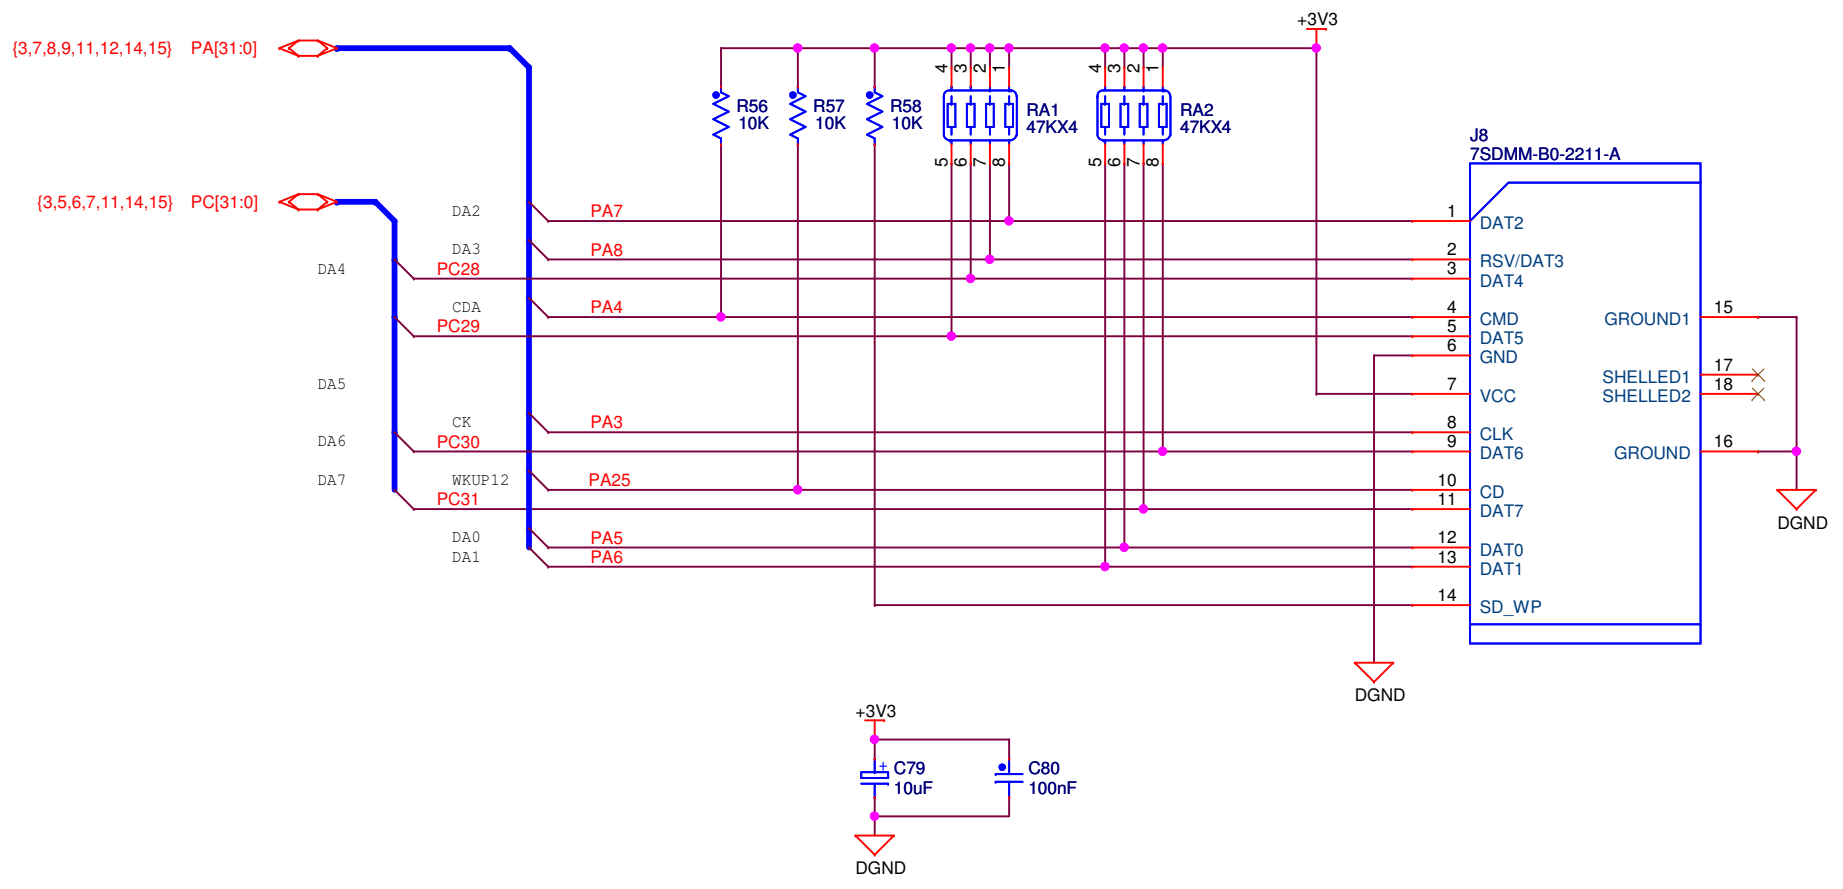 +3V3
{3,7,8,9,11,12,14,15} PA[31:0]
4 3 2 1 4 3 2 1
R56 10K
R57 10K
R58 10K
RA1 47KX4
RA2 47KX4
5 6 7 8 5 6 7 8
J8
7SDMM-B0-2211-A
{3,5,6,7,11,14,15} PC[31:0]
DA2 PA7 1 DAT2
DA3 PA8 2 RSV/DAT3
DA4 PC28 3 DAT4
CDA PA4 4 CMD GROUND1 15
PC29 5 DAT5
6 GND
SHELLED1 17
DA5 7 VCC SHELLED2 18
CK PA3 8 CLK
DA6 PC30 9 DAT6 GROUND 16
DA7 WKUP12 PA25 10 CD
PC31 11 DAT7
DGND
DA0 PA5 12 DAT0
DA1 PA6 13 DAT1
14 SD_WP
DGND
+3V3
+ C79 10uF
C80 100nF
DGND